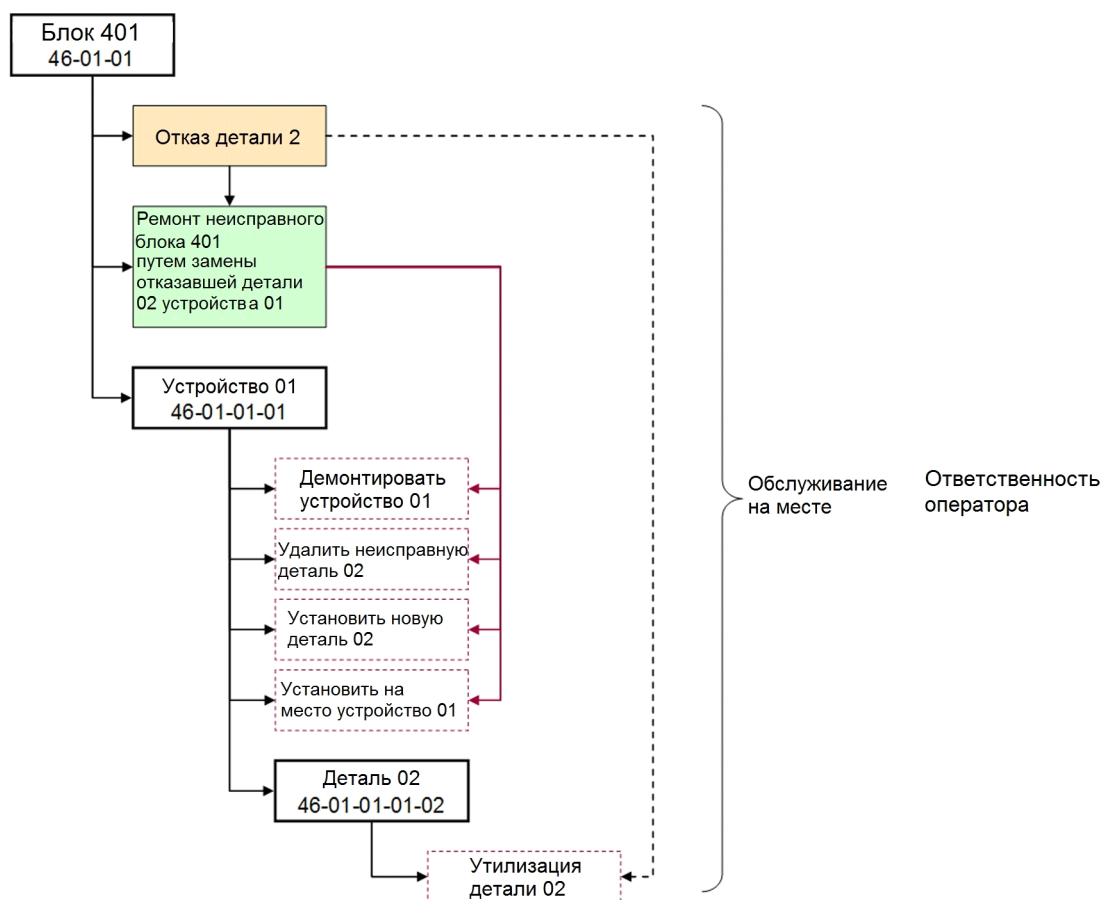 Блок 401
46-01-01
Отказ детали 2
Ремонт неисправного
блока 401
путем замены
отказавшей детали
02 устройства 01
Устройство 01
46-01-01-01
Демонтировать
устройство 01
Удалить неисправную
деталь 02
Установить новую
деталь 02
Установить на
место устройство 01
Деталь 02
46-01-01-01-02
Утилизация
детали 02
Обслуживание
на месте
Ответственность
оператора